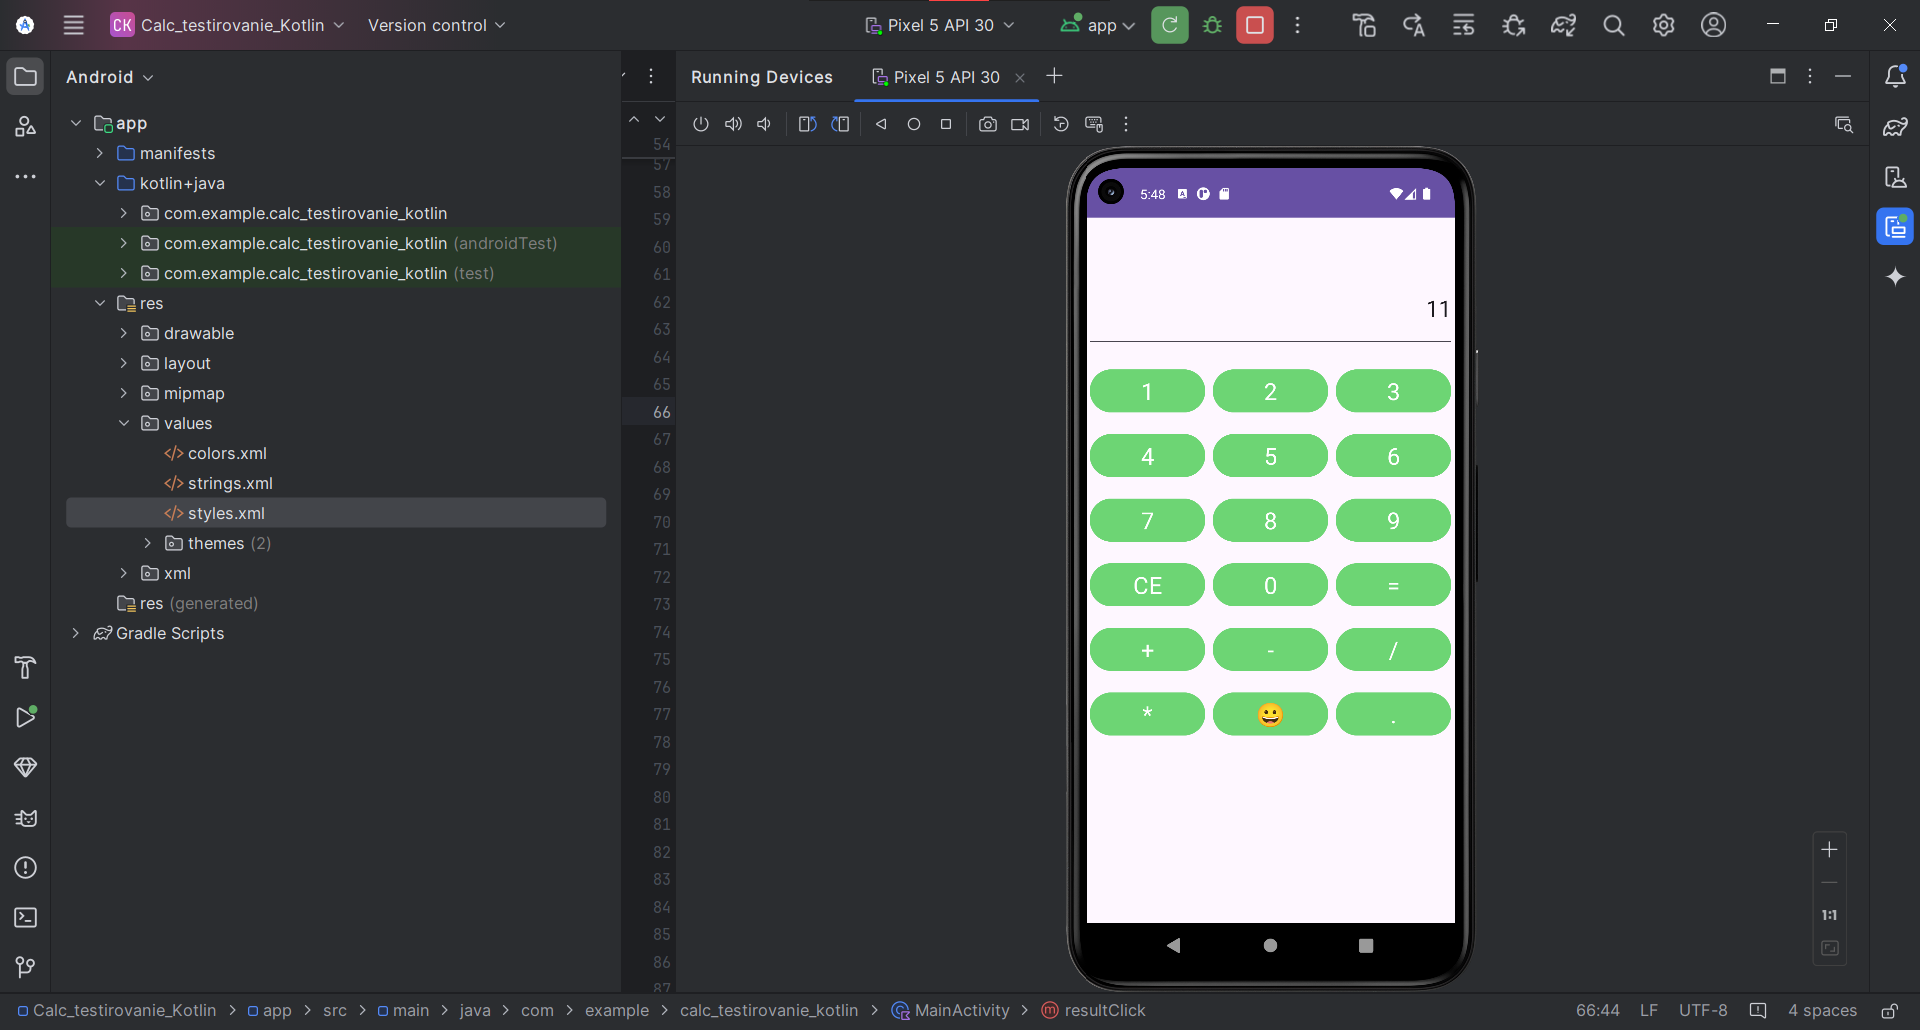 CK Calc_testirovanie_Kotlin Version control Pixel 5 API 30 app
Android
app
manifests
kotlin+java
com.example.calc_testirovanie_kotlin
com.example.calc_testirovanie_kotlin (androidTest)
com.example.calc_testirovanie_kotlin (test)
res
drawable
layout
mipmap
values
colors.xml
strings.xml
styles.xml
themes (2)
xml
res (generated)
Gradle Scripts
54
57
58
59
60
61
62
63
64
65
66
67
68
69
70
71
72
73
74
75
76
77
78
79
80
81
82
83
84
85
86
87
Running Devices Pixel 5 API 30
5:48
11
1 2 3
4 5 6
7 8 9
CE 0 =
+ - /
* 😀 .
1:1
Calc_testirovanie_Kotlin > app > src > main > java > com > example > calc_testirovanie_kotlin > MainActivity > resultClick 66:44 LF UTF-8 4 spaces